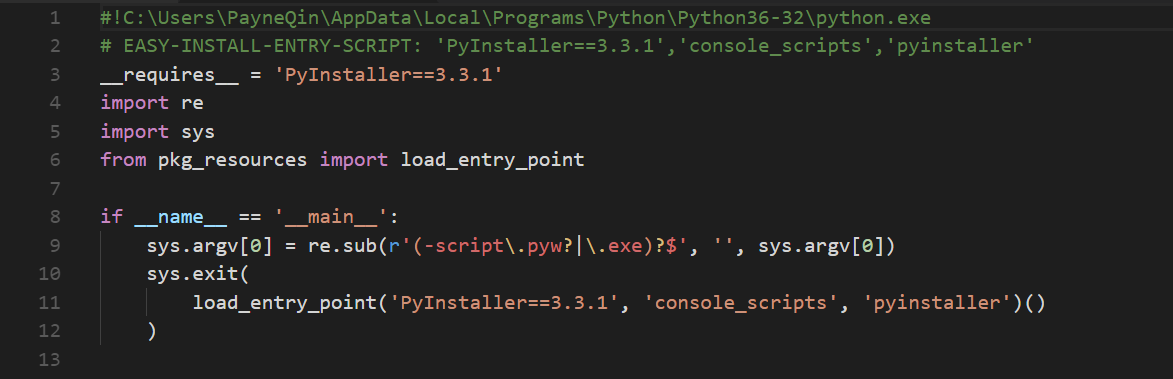 1 #!C:\Users\PayneQin\AppData\Local\Programs\Python\Python36-32\python.exe
2 # EASY-INSTALL-ENTRY-SCRIPT: 'PyInstaller==3.3.1','console_scripts','pyinstaller'
3 __requires__ = 'PyInstaller==3.3.1'
4 import re
5 import sys
6 from pkg_resources import load_entry_point
7
8 if __name__ == '__main__':
9     sys.argv[0] = re.sub(r'(-script\.pyw?|\.exe)?$', '', sys.argv[0])
10     sys.exit(
11         load_entry_point('PyInstaller==3.3.1', 'console_scripts', 'pyinstaller')()
12     )
13